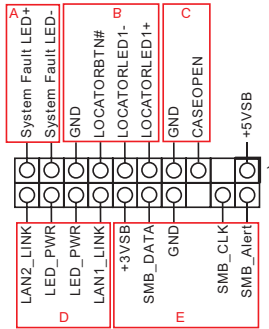 A
B
C
System Fault LED+
System Fault LED-
GND
LOCATORBTN#
LOCATORLED1-
LOCATORLED1+
GND
CASEOPEN
+5VSB
1
LAN2_LINK
LED_PWR
LED_PWR
LAN1_LINK
+3VSB
SMB_DATA
GND
SMB_CLK
SMB_Alert
D
E